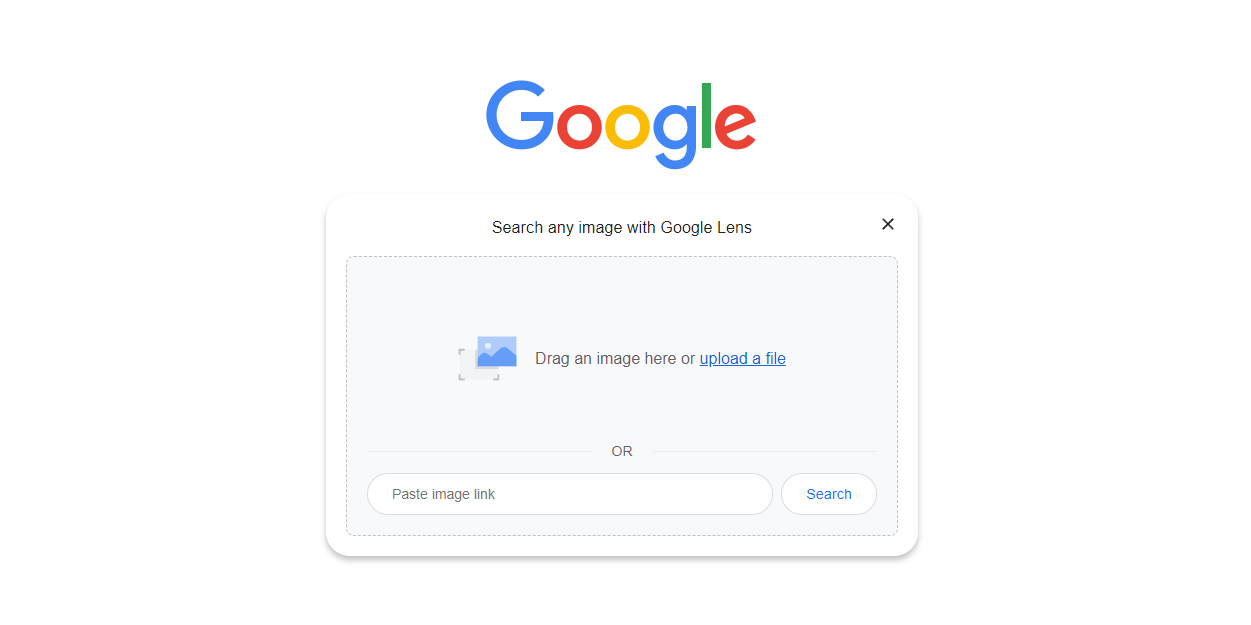 Google
Search any image with Google Lens
Drag an image here or upload a file
OR
Paste image link
Search